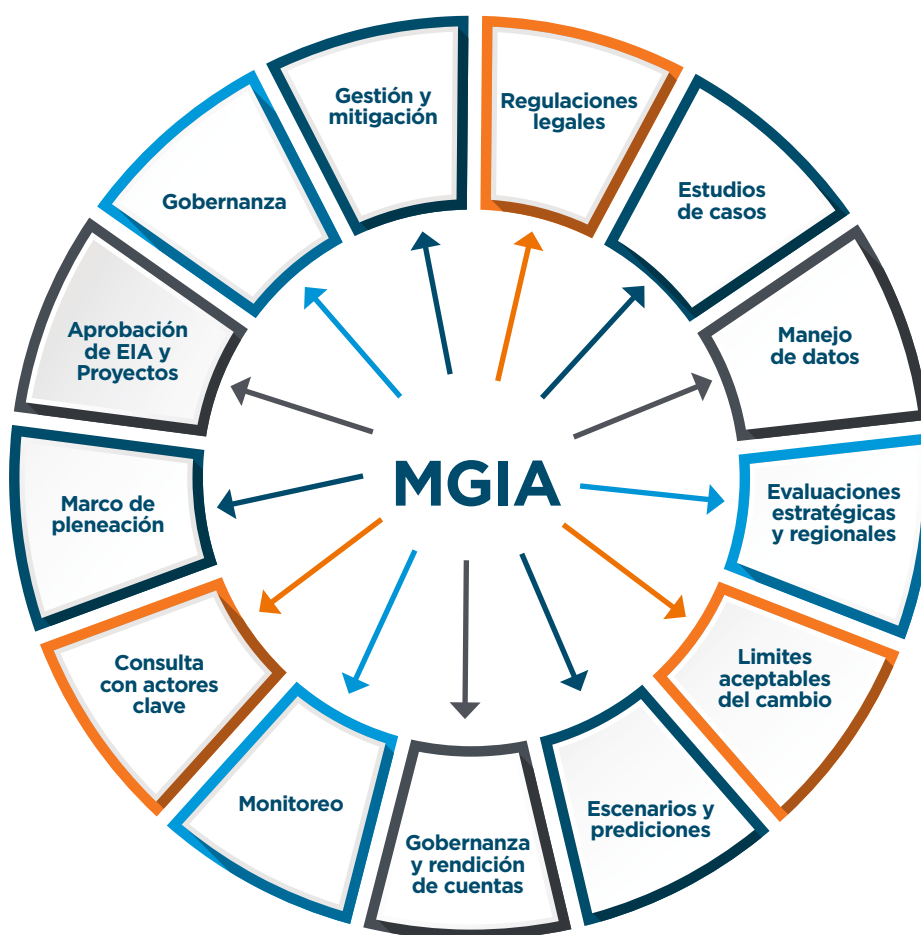 Gestión y
mitigación
Regulaciones
legales
Estudios
de casos
Manejo
de datos
Evaluaciones
estratégicas
y regionales
Limites
aceptables
del cambio
Escenarios y
prediciones
Gobernanza
y rendición
de cuentas
Monitoreo
Consulta
con actores
clave
Marco de
pleneación
Aprobación
de EIA y
Proyectos
Gobernanza
MGIA